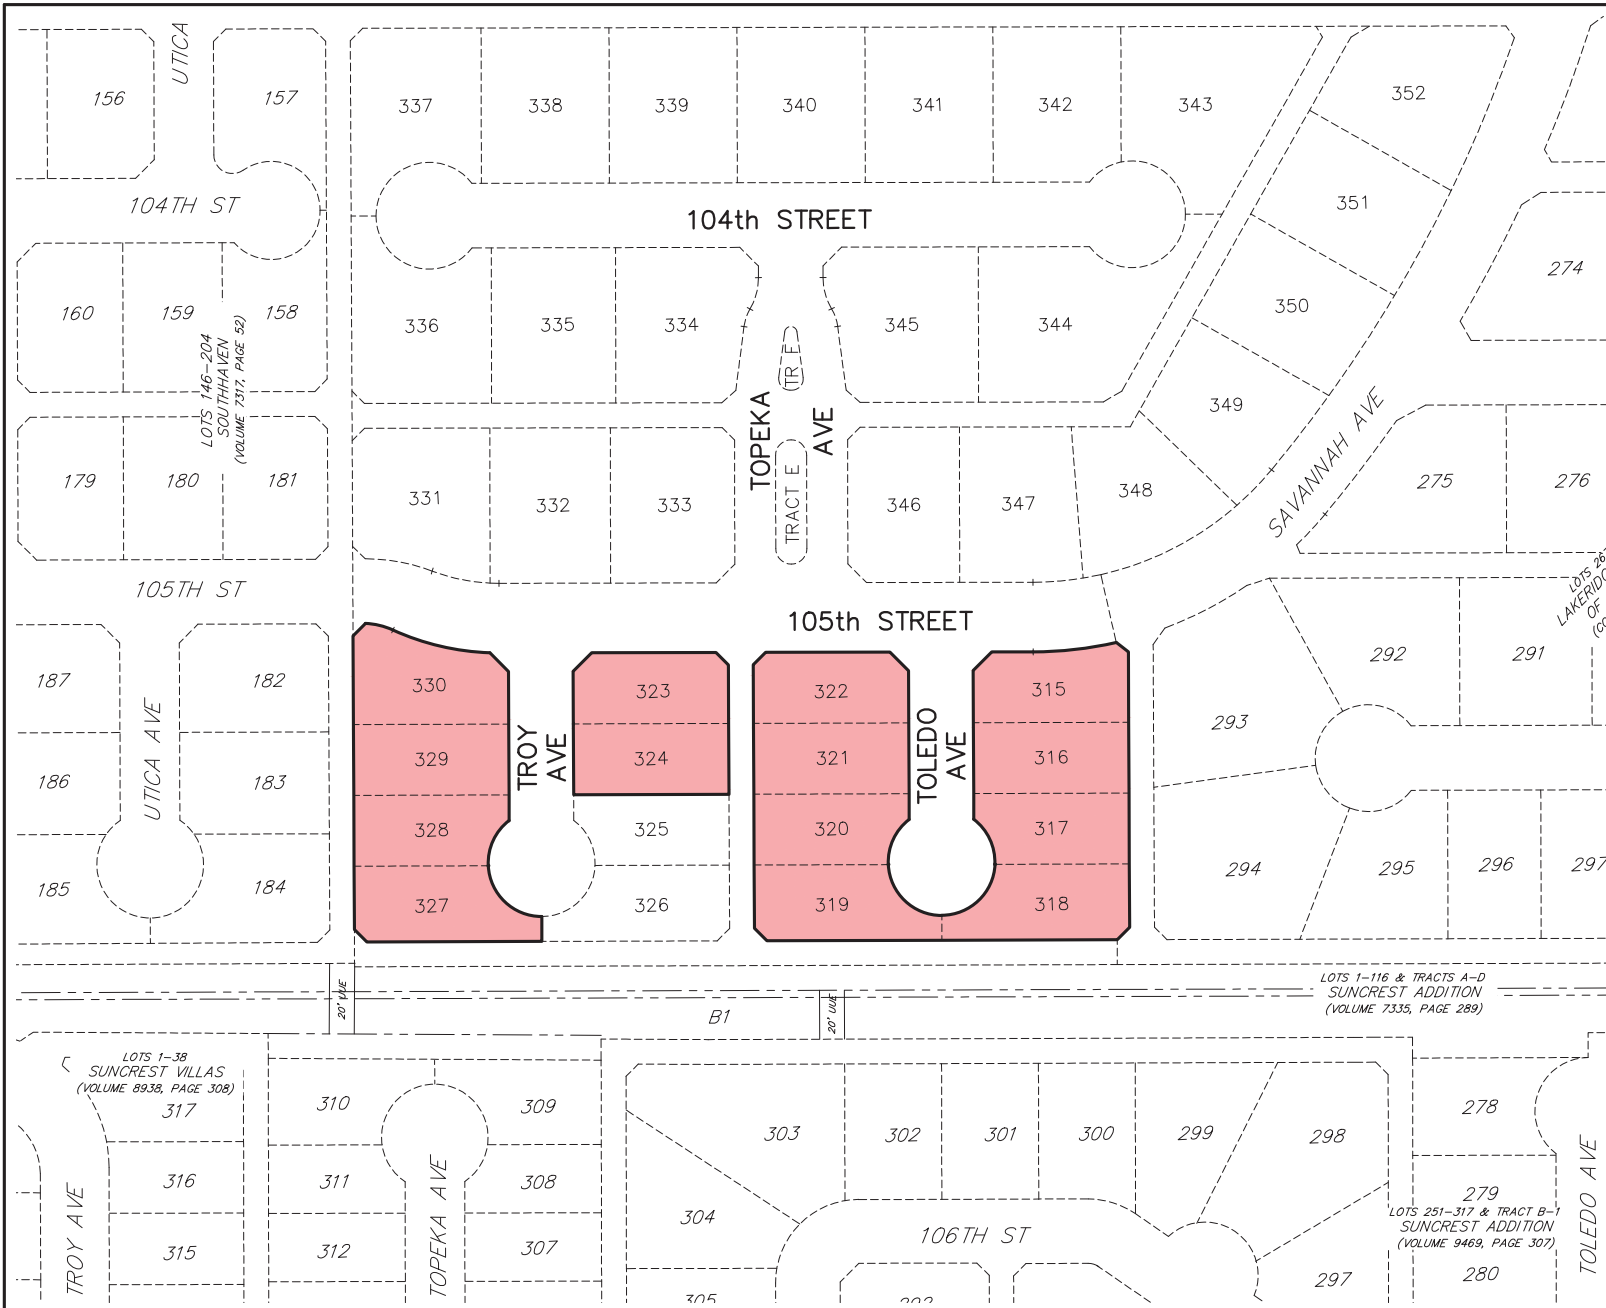 UTICA
156
157
337
338
339
340
341
342
343
352
104TH ST
104th STREET
351
274
160
159
158
336
335
334
345
344
350
TR E
LOTS 146-204
SOUTHHAVEN
(VOLUME 7317, PAGE 52)
TOPEKA
AVE
349
SAVANNAH AVE
179
180
181
331
332
333
TRACT E
346
347
348
275
276
105TH ST
105th STREET
LAKERIDG
OF
187
182
330
323
322
315
292
291
293
UTICA AVE
TROY
AVE
TOLEDO
AVE
186
183
329
324
321
316
328
325
320
317
185
184
327
326
319
318
294
295
296
297
20' UUE
20' UUE
B1
LOTS 1-116 & TRACTS A-D
SUNCREST ADDITION
(VOLUME 7335, PAGE 289)
LOTS 1-38
SUNCREST VILLAS
(VOLUME 8938, PAGE 308)
317
310
309
303
302
301
300
299
298
278
316
311
308
279
TROY AVE
TOPEKA AVE
TOLEDO AVE
304
106TH ST
LOTS 251-317 & TRACT B-1
SUNCREST ADDITION
(VOLUME 9469, PAGE 307)
315
312
307
297
280
305